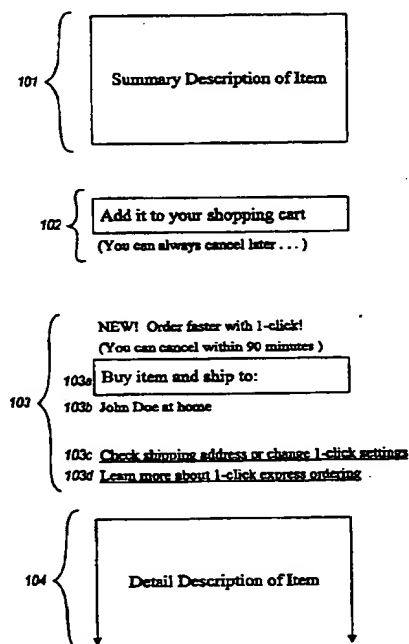 101
Summary Description of Item
102
Add it to your shopping cart
(You can always cancel later . . . )
NEW! Order faster with 1-click!
(You can cancel within 90 minutes )
103
103a Buy item and ship to:
103b John Doe at home
103c Check shipping address or change 1-click settings
103d Learn more about 1-click express ordering
104
Detail Description of Item